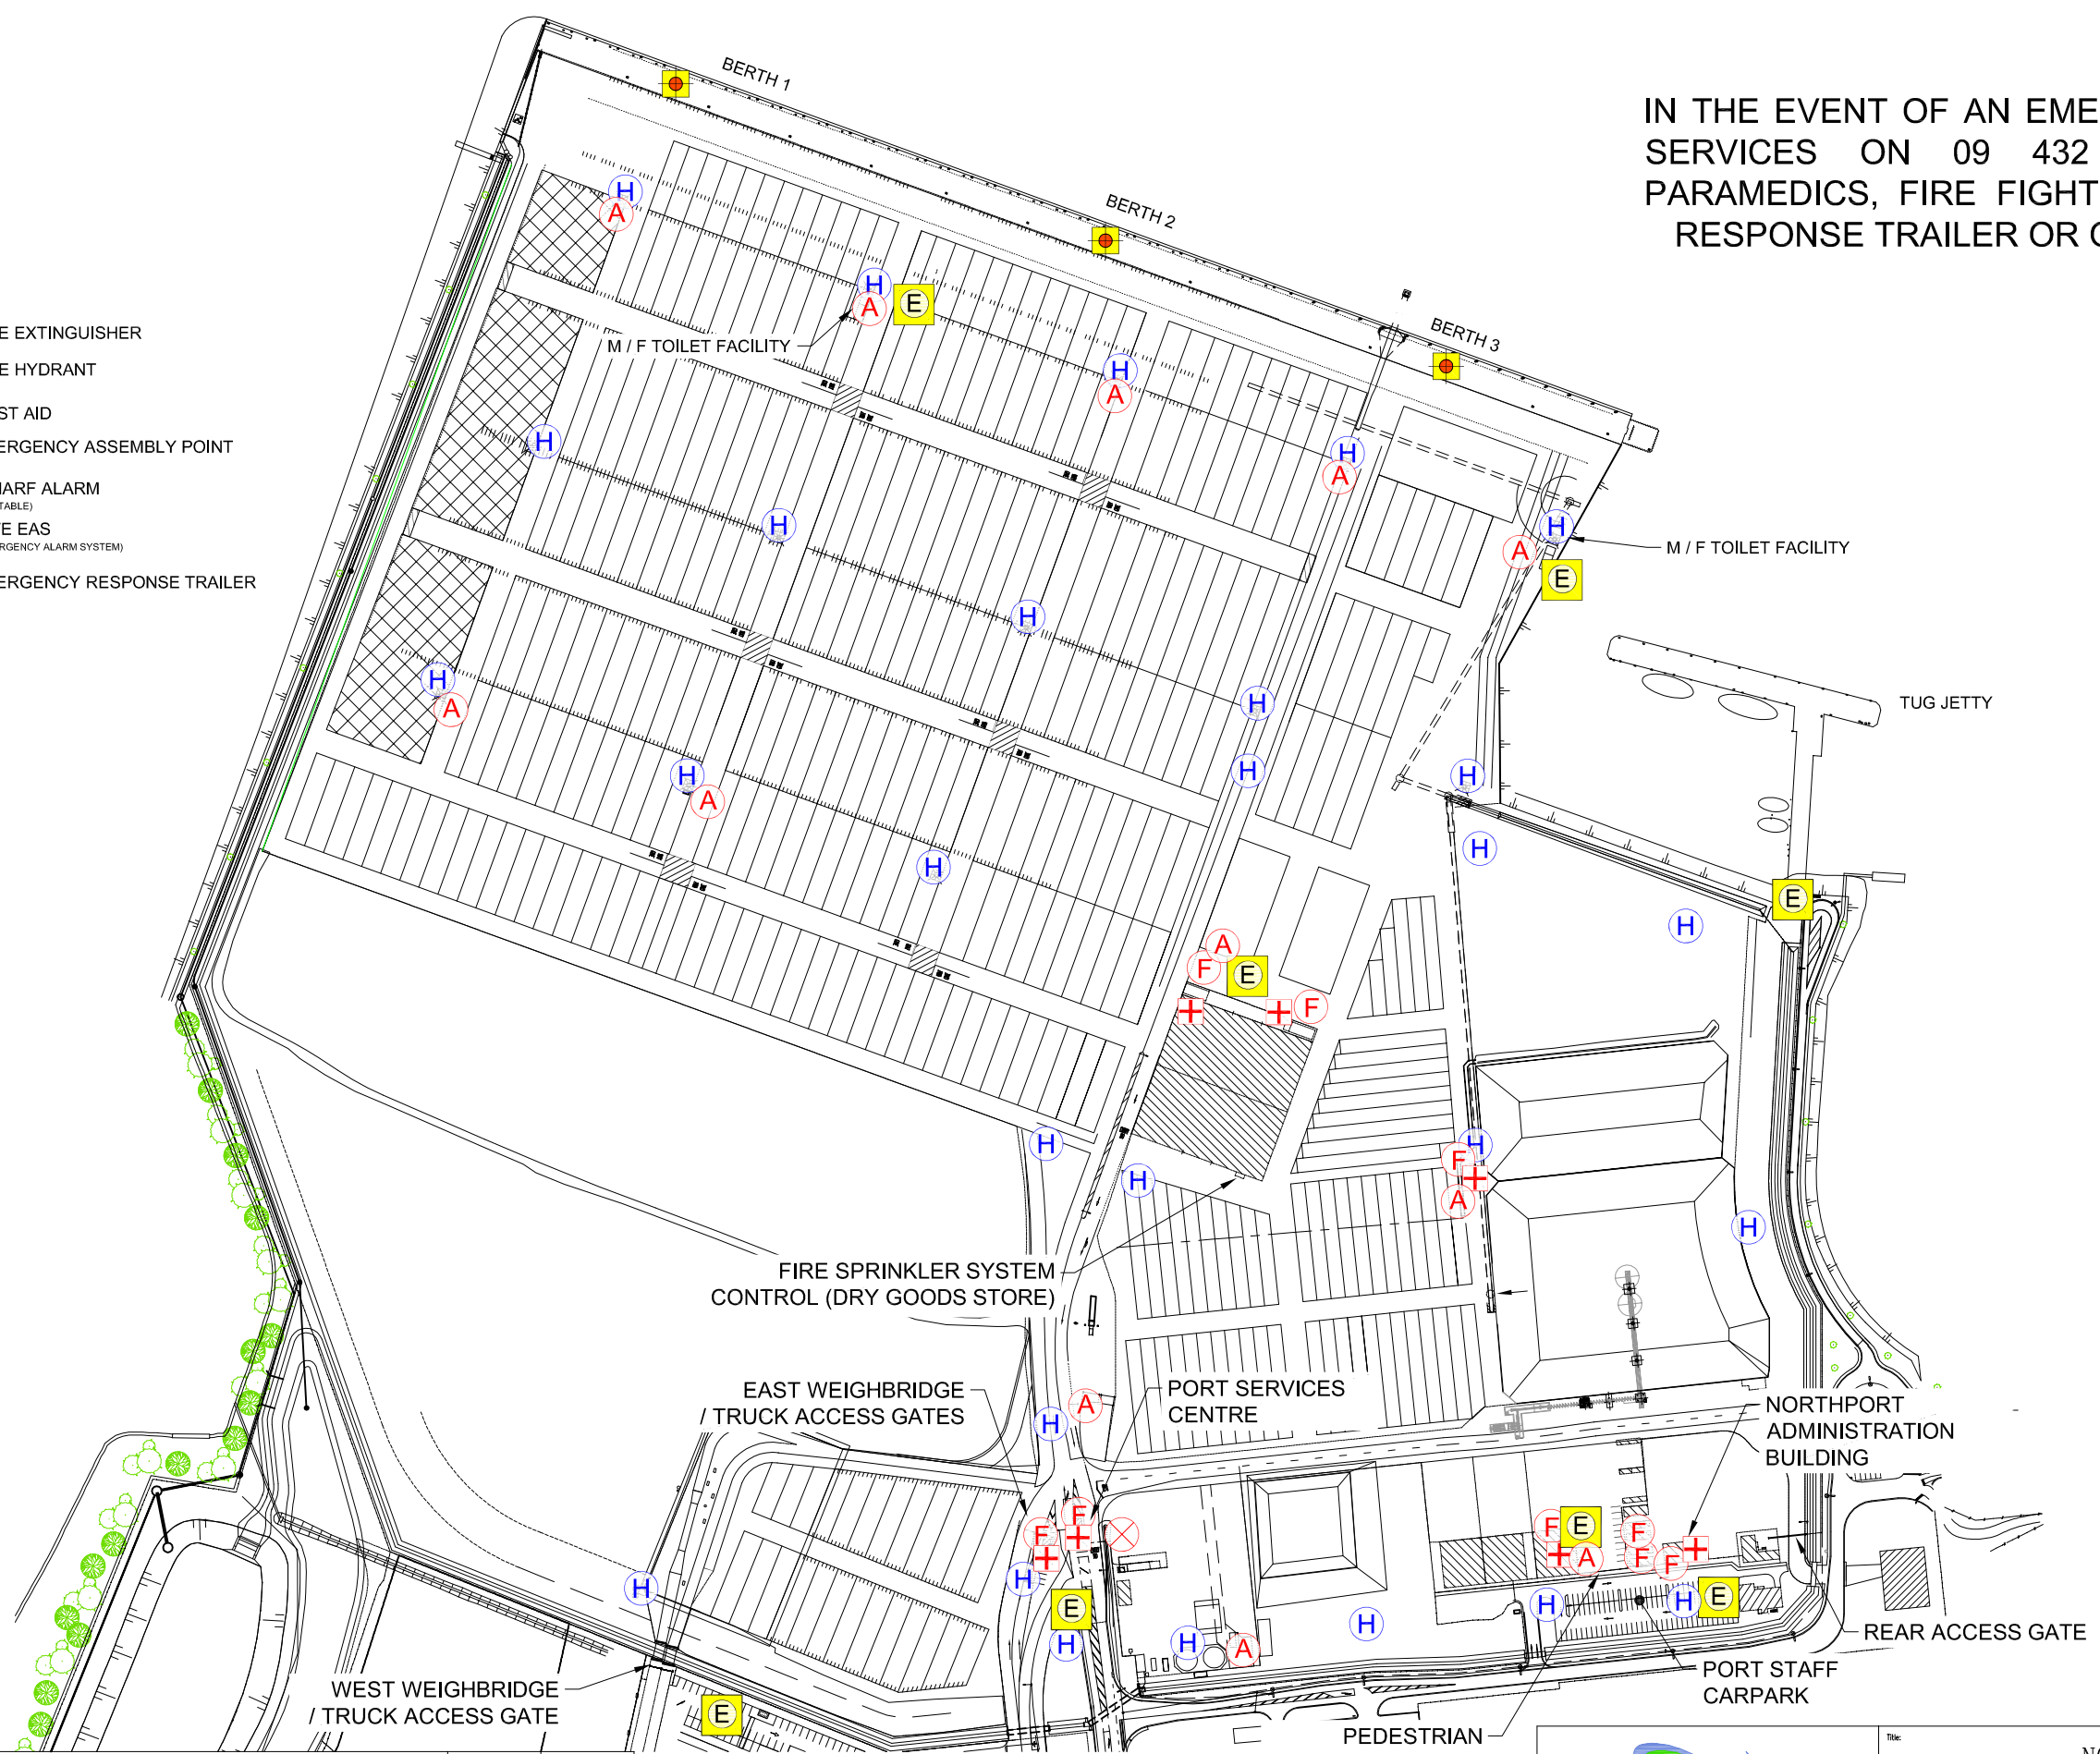 BERTH 1
IN THE EVENT OF AN EME
SERVICES ON 09 432
PARAMEDICS, FIRE FIGHT
RESPONSE TRAILER OR
BERTH 2
H
A
H
A
E
M / F TOILET FACILITY
BERTH 3
E EXTINGUISHER
E HYDRANT
ST AID
ERGENCY ASSEMBLY POINT
ARF ALARM
TABLE)
E EAS
RGENCY ALARM SYSTEM)
ERGENCY RESPONSE TRAILER
H
A
H
H
A
H
H
A
M / F TOILET FACILITY
E
H
H
A
H
TUG JETTY
H
H
A
H
H
H
E
H
A
F
E
F
H
H
H
F
A
H
H
FIRE SPRINKLER SYSTEM
CONTROL (DRY GOODS STORE)
EAST WEIGHBRIDGE
/ TRUCK ACCESS GATES
A
H
PORT SERVICES
CENTRE
NORTHPORT
ADMINISTRATION
BUILDING
F
F
H
E
H
F
E
A
F
F
F
H
H
E
H
H
A
H
REAR ACCESS GATE
WEST WEIGHBRIDGE
/ TRUCK ACCESS GATE
E
PORT STAFF
CARPARK
PEDESTRIAN
Title: